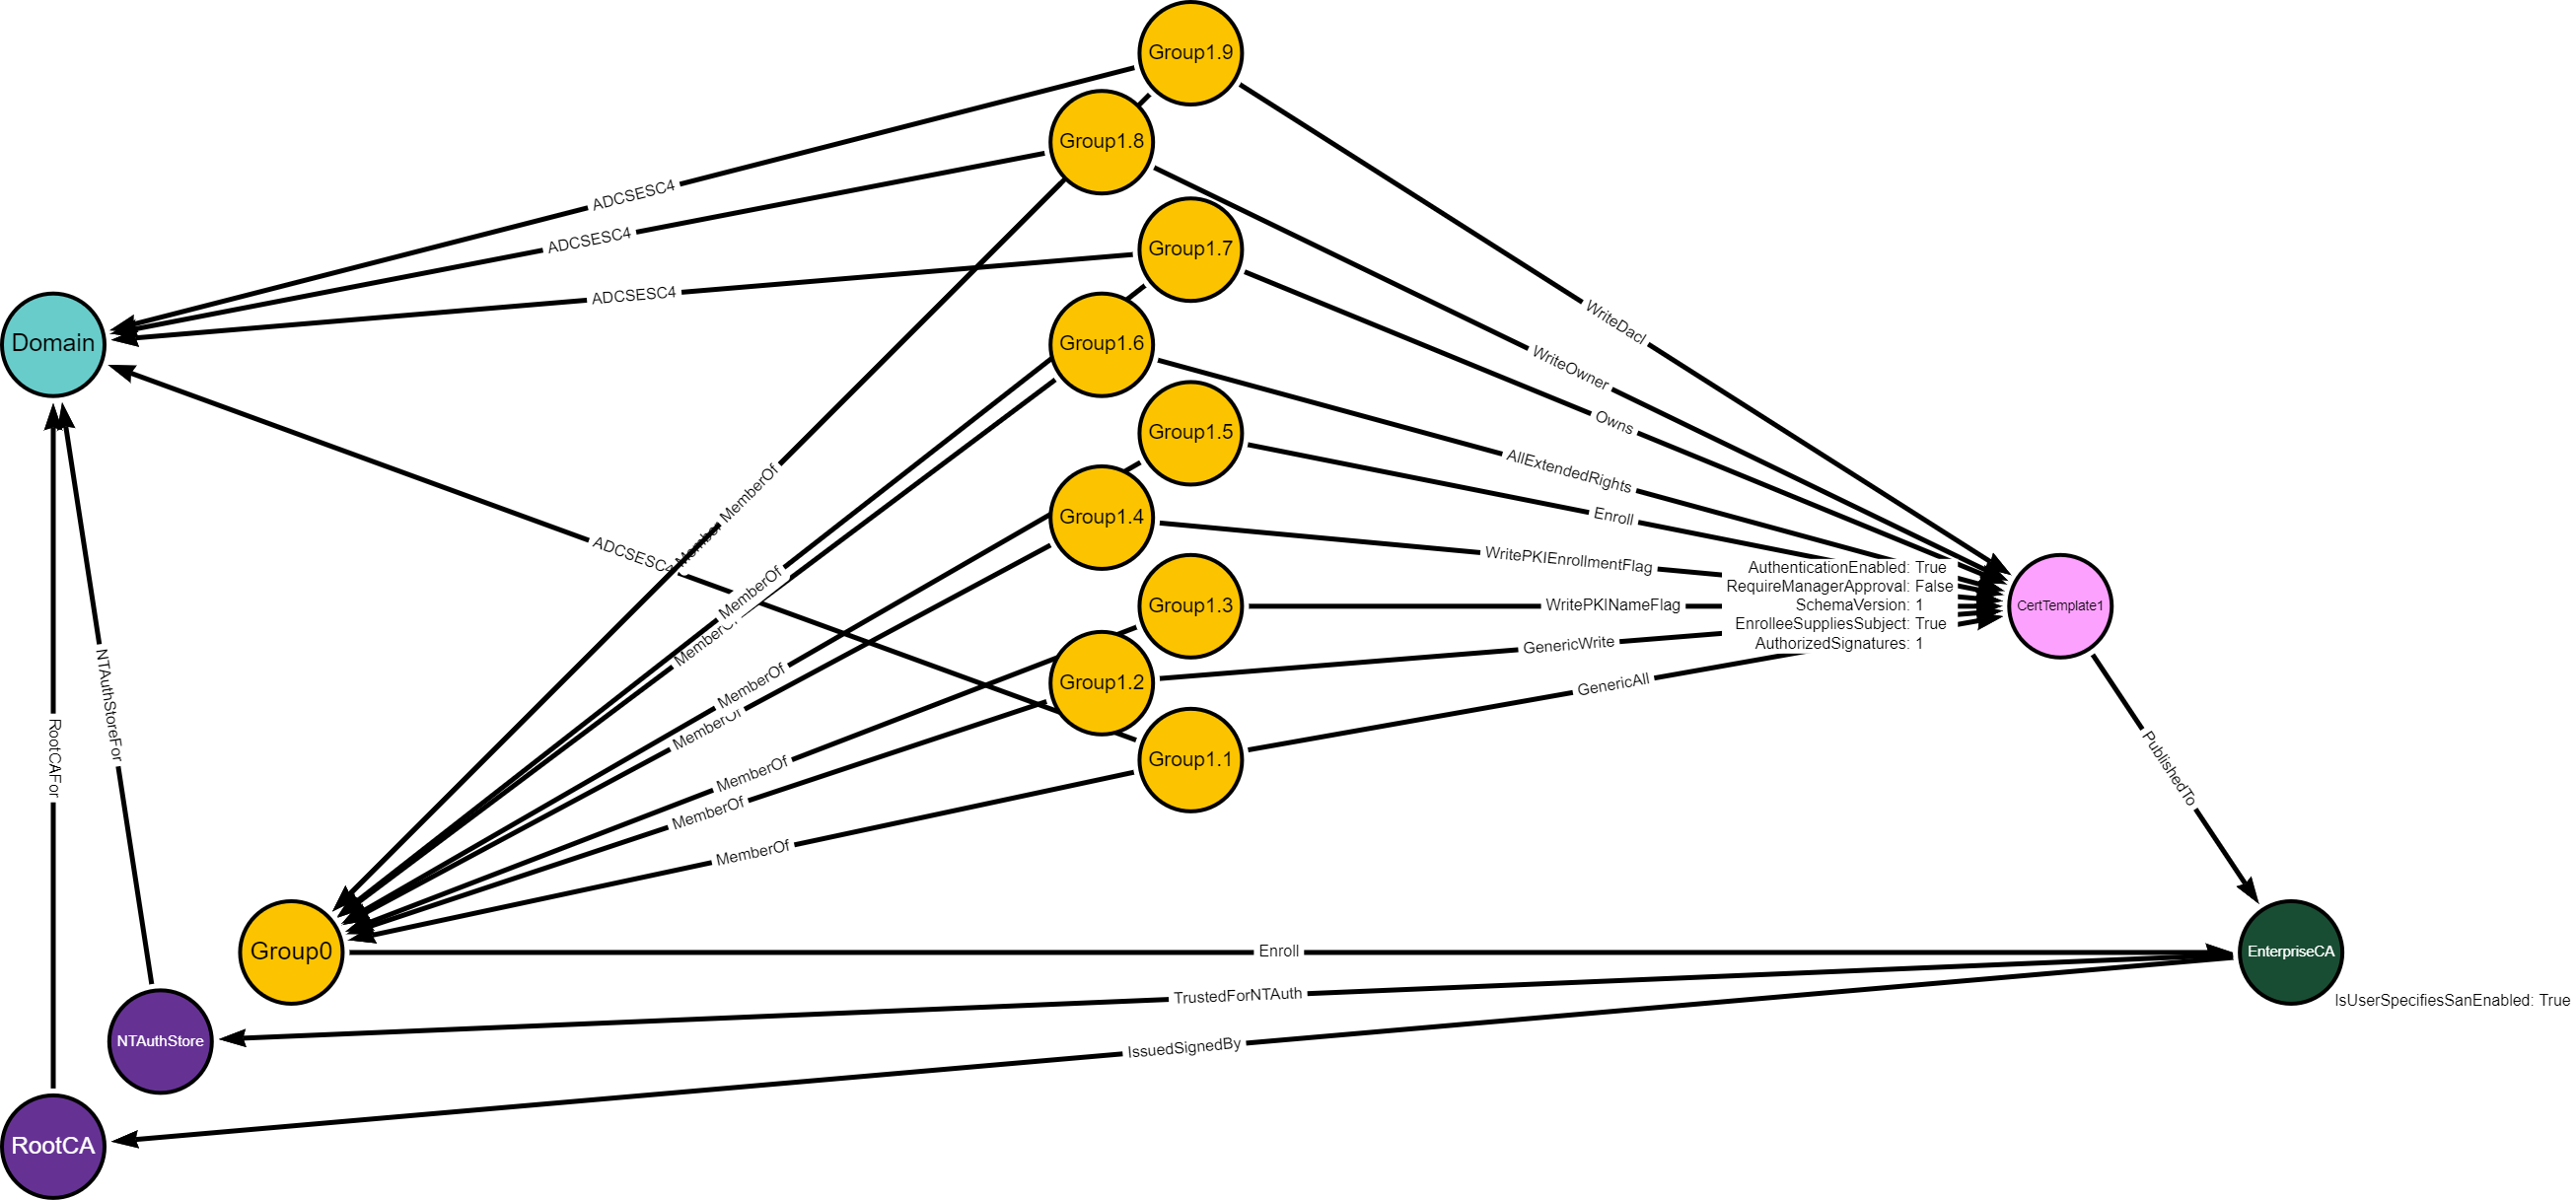 Group1.9
Group1.8
ADCSESC4
ADCSESC4
Group1.7
ADCSESC4
WriteDacl
Domain
Group1.6
WriteOwner
Owns
Group1.5
AllExtendedRights
MemberOf
Enroll
Group1.4
ADCSESC4
WritePKIEnrollmentFlag
AuthenticationEnabled: True
RequireManagerApproval: False
SchemaVersion: 1
EnrolleeSuppliesSubject: True
AuthorizedSignatures: 1
CertTemplate1
MemberOf
Group1.3
WritePKINameFlag
MemberOf
GenericWrite
Group1.2
MemberOf
GenericAll
MemberOf
NTAuthStoreFor
RootCAFor
Group1.1
MemberOf
MemberOf
PublishedTo
MemberOf
Group0
Enroll
EnterpriseCA
TrustedForNTAuth
IsUserSpecifiesSanEnabled: True
NTAuthStore
IssuedSignedBy
RootCA